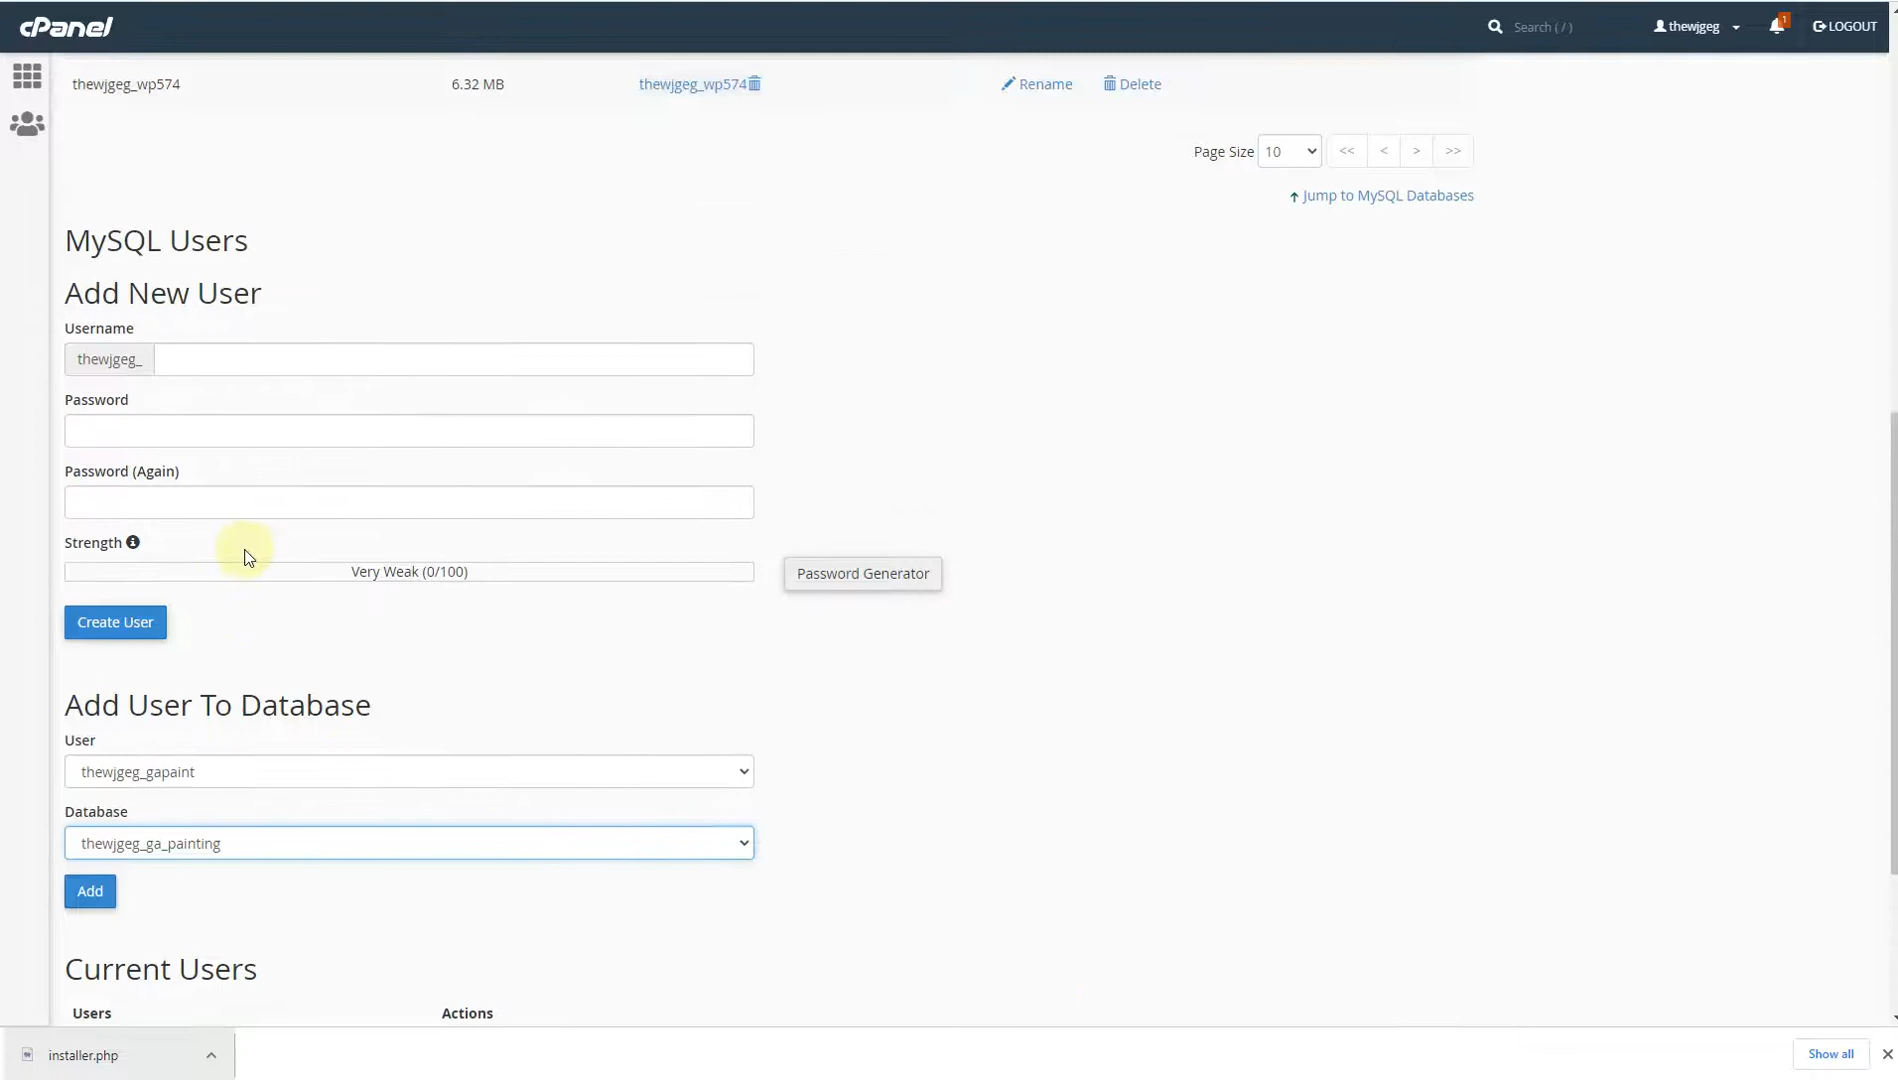 cPanel
Search ( / )
thewjgeg
1
LOGOUT
thewjgeg_wp574 6.32 MB thewjgeg_wp574 Rename Delete
Page Size 10 << < > >>
Jump to MySQL Databases
MySQL Users
Add New User
Username
thewjgeg_
Password
Password (Again)
Strength
Very Weak (0/100)
Password Generator
Create User
Add User To Database
User
thewjgeg_gapaint
Database
thewjgeg_ga_painting
Add
Current Users
Users Actions
installer.php
Show all